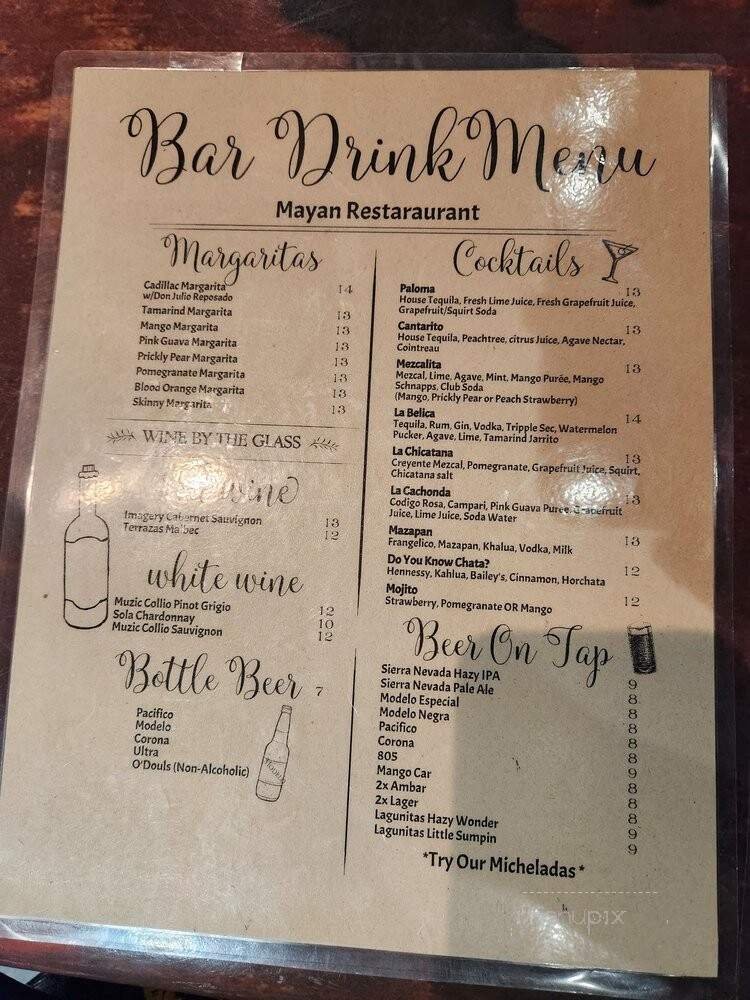 Bar Drink Menu
Mayan Restaraurant
Margaritas
Cadillac Margarita 14
w/Don Julio Reposado
Tamarind Margarita 13
Mango Margarita 13
Pink Guava Margarita 13
Prickly Pear Margarita 13
Pomegranate Margarita 13
Blood Orange Margarita 13
Skinny Margarita 13
WINE BY THE GLASS
wine
Imagery Cabernet Sauvignon 13
Terrazas Malbec 12
white wine
Muzic Collio Pinot Grigio 12
Sola Chardonnay 10
Muzic Collio Sauvignon 12
Bottle Beer 7
Pacifico
Modelo
Corona
Ultra
O'Douls (Non-Alcoholic)
Cocktails
Paloma 13
House Tequila, Fresh Lime Juice, Fresh Grapefruit Juice,
Grapefruit/Squirt Soda
Cantarito 13
House Tequila, Peachtree, citrus Juice, Agave Nectar,
Cointreau
Mezcalita 13
Mezcal, Lime, Agave, Mint, Mango Purée, Mango
Schnapps, Club Soda
(Mango, Prickly Pear or Peach Strawberry)
La Belica 14
Tequila, Rum, Gin, Vodka, Tripple Sec, Watermelon
Pucker, Agave, Lime, Tamarind Jarrito
La Chicatana 13
Creyente Mezcal, Pomegranate, Grapefruit Juice, Squirt,
Chicatana salt
La Cachonda 13
Codigo Rosa, Campari, Pink Guava Puree, Grapefruit
Juice, Lime Juice, Soda Water
Mazapan 13
Frangelico, Mazapan, Khalua, Vodka, Milk
Do You Know Chata? 12
Hennessy, Kahlua, Bailey's, Cinnamon, Horchata
Mojito 12
Strawberry, Pomegranate OR Mango
Beer On Tap
Sierra Nevada Hazy IPA 9
Sierra Nevada Pale Ale 8
Modelo Especial 8
Modelo Negra 8
Pacifico 8
Corona 8
805 9
Mango Car 8
2x Ambar 8
2x Lager 8
Lagunitas Hazy Wonder 9
Lagunitas Little Sumpin 9
*Try Our Micheladas*
menupix